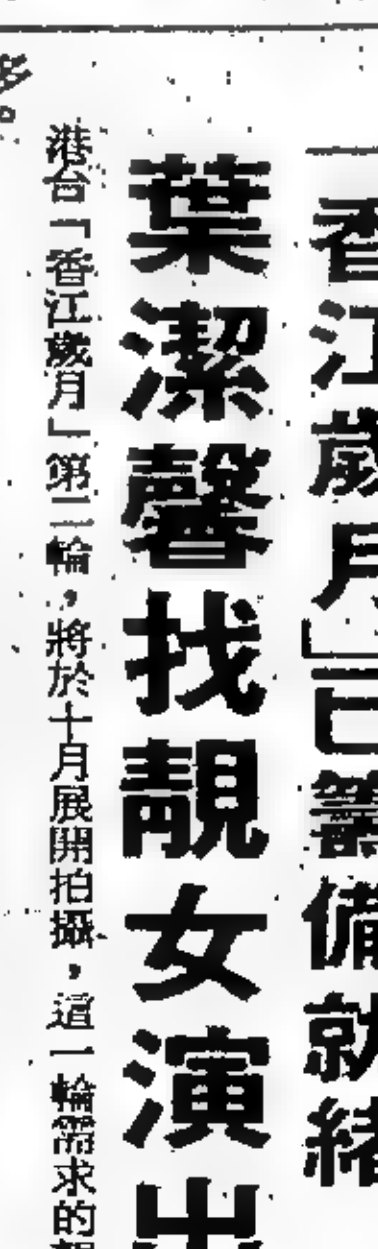 「香江歲月」已籌備就緒
葉潔馨找靚女演出
港台「香江歲月」第二輪，將於十月展開拍攝，這一輪需求的
多。